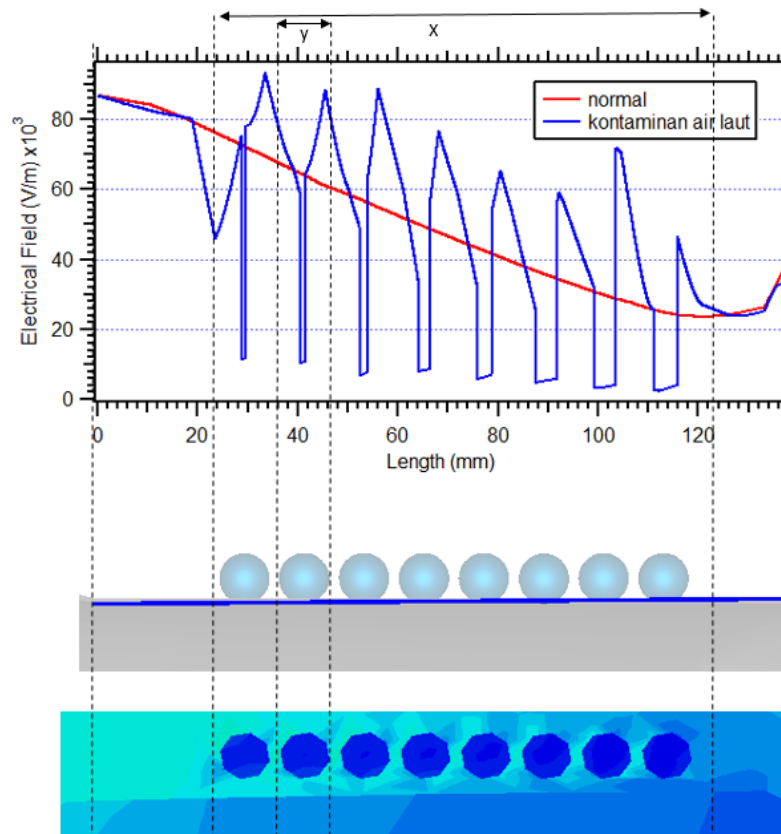 y
x
Electrical Field (V/m) x10³
80
60
40
20
0
normal
kontaminan air laut
0
20
40
60
80
100
120
Length (mm)